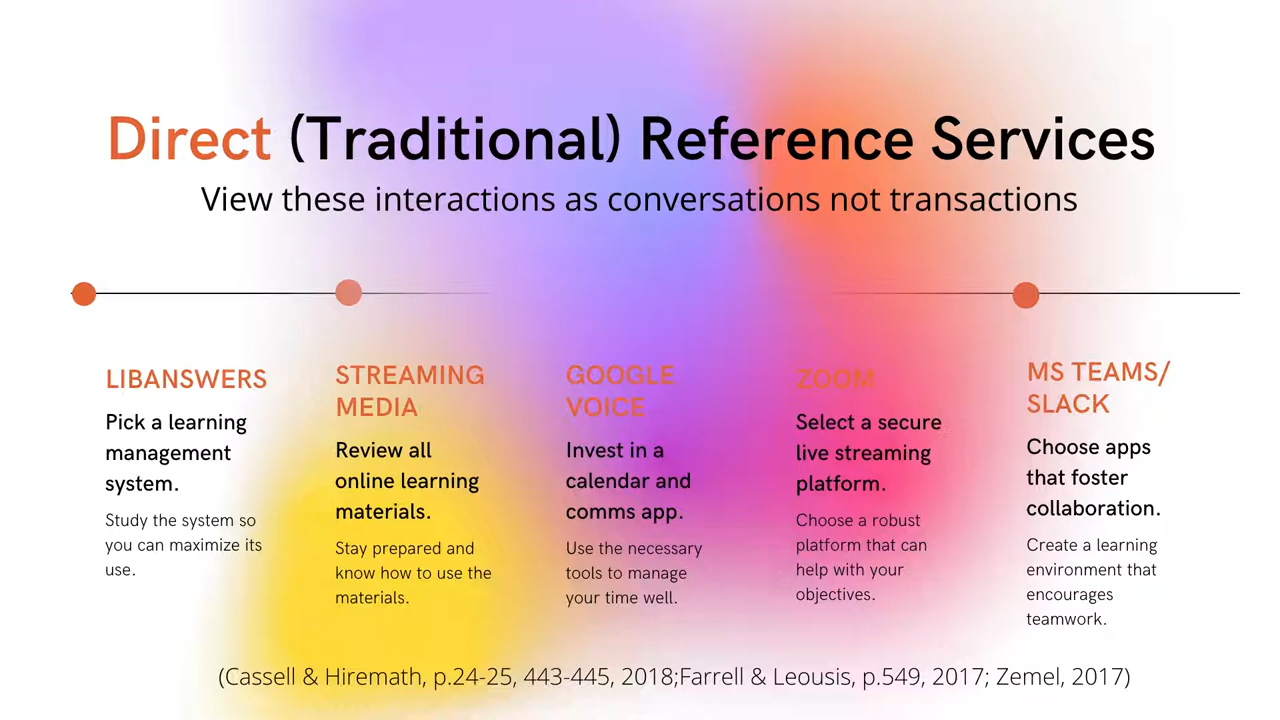 Direct (Traditional) Reference Services
View these interactions as conversations not transactions
LIBANSWERS
Pick a learning
management
system.
Study the system so
you can maximize its
use.
STREAMING
MEDIA
Review all
online learning
materials.
Stay prepared and
know how to use the
materials.
GOOGLE
VOICE
Invest in a
calendar and
comms app.
Use the necessary
tools to manage
your time well.
ZOOM
Select a secure
live streaming
platform.
Choose a robust
platform that can
help with your
objectives.
MS TEAMS/
SLACK
Choose apps
that foster
collaboration.
Create a learning
environment that
encourages
teamwork.
(Cassell & Hiremath, p.24-25, 443-445, 2018;Farrell & Leousis, p.549, 2017; Zemel, 2017)